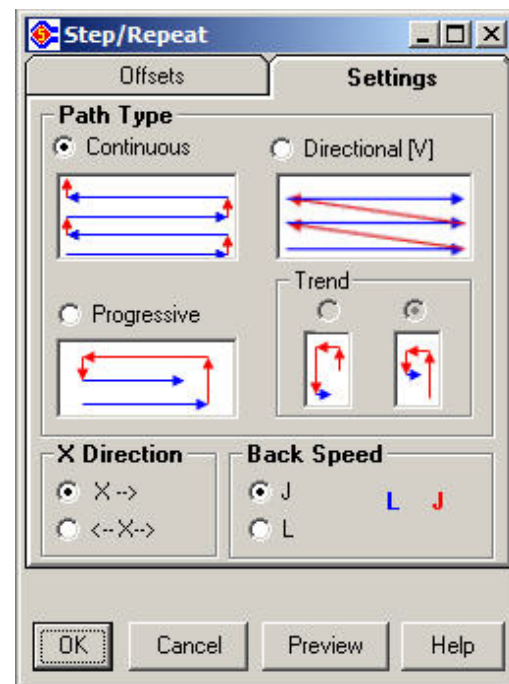 Step/Repeat
Offsets Settings
Path Type
Continuous Directional [V]
Trend
Progressive
X Direction Back Speed
X --> J L J
<--X--> L
OK Cancel Preview Help